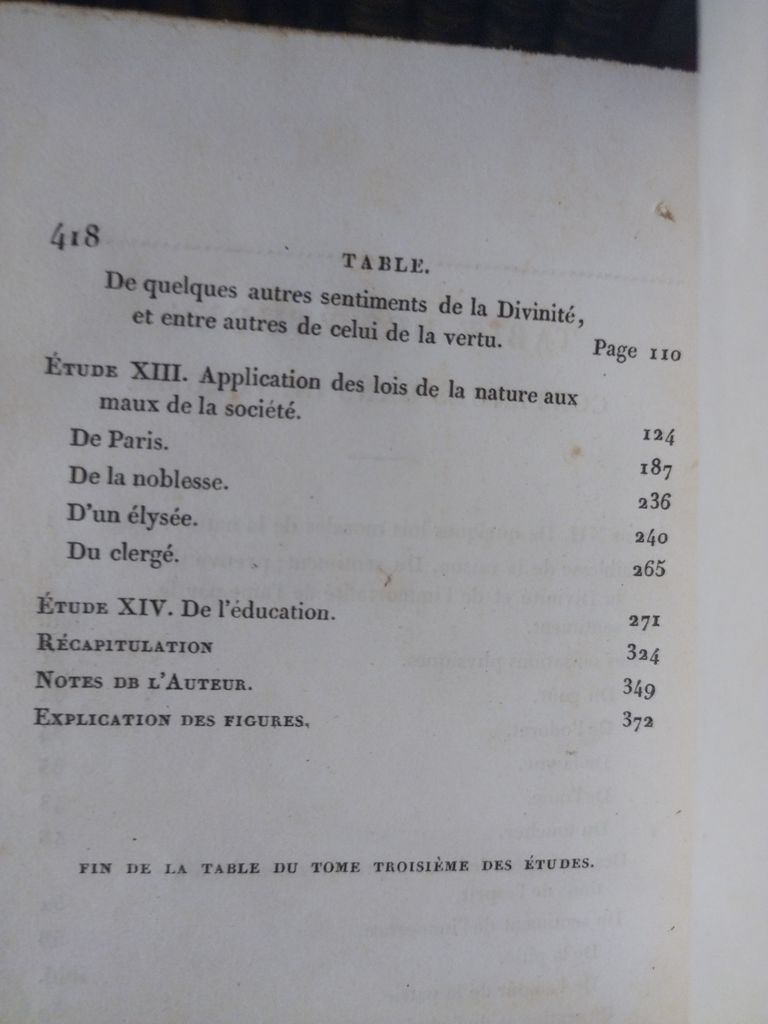 418
TABLE.
De quelques autres sentiments de la Divinité,
et entre autres de celui de la vertu. Page 110
ÉTUDE XIII. Application des lois de la nature aux
maux de la société. 124
De Paris. 187
De la noblesse. 236
D'un élysée. 240
Du clergé. 265
ÉTUDE XIV. De l'éducation. 271
RÉCAPITULATION 324
NOTES DB L'AUTEUR. 349
EXPLICATION DES FIGURES. 372
FIN DE LA TABLE DU TOME TROISIÈME DES ÉTUDES.